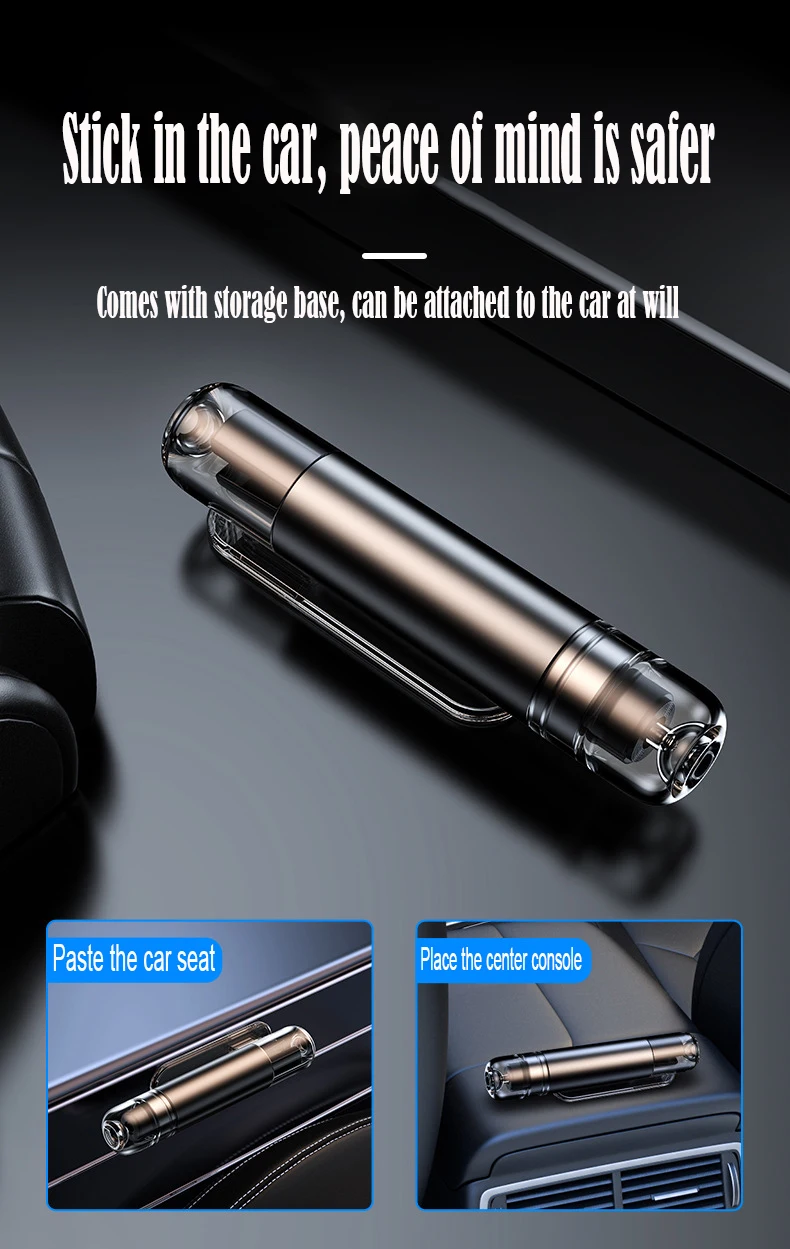 Stick in the car, peace of mind is safer
Comes with storage base, can be attached to the car at will
Paste the car seat
Place the center console